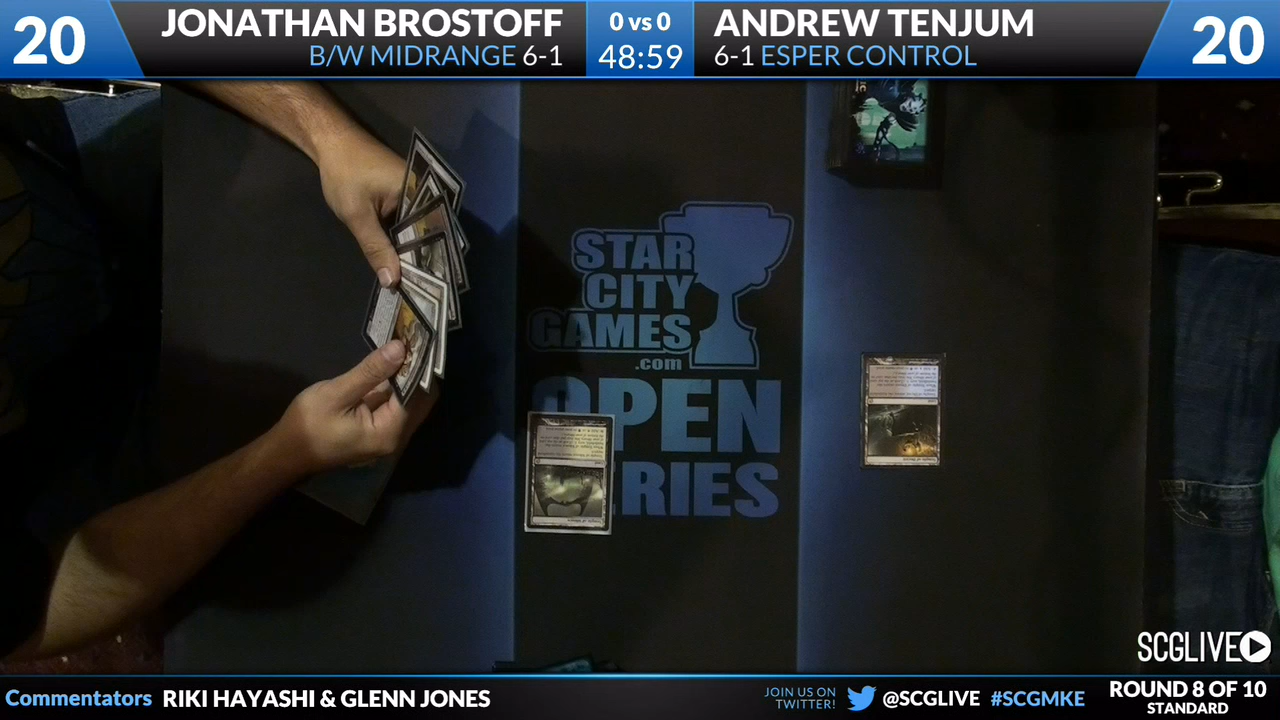 20
JONATHAN BROSTOFF
B/W MIDRANGE 6-1
0 vs 0
48:59
ANDREW TENJUM
6-1 ESPER CONTROL
20
STAR
CITY
GAMES
.com
OPEN
RIES
SCGLIVE
Commentators RIKI HAYASHI & GLENN JONES
JOIN US ON
TWITTER!
@SCGLIVE #SCGMKE
ROUND 8 OF 10
STANDARD